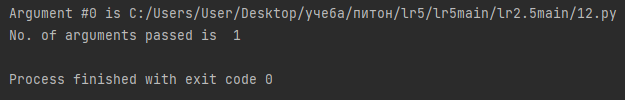 Argument #0 is C:/Users/User/Desktop/учеба/питон/lr5/lr5main/lr2.5main/12.py
No. of arguments passed is  1
Process finished with exit code 0